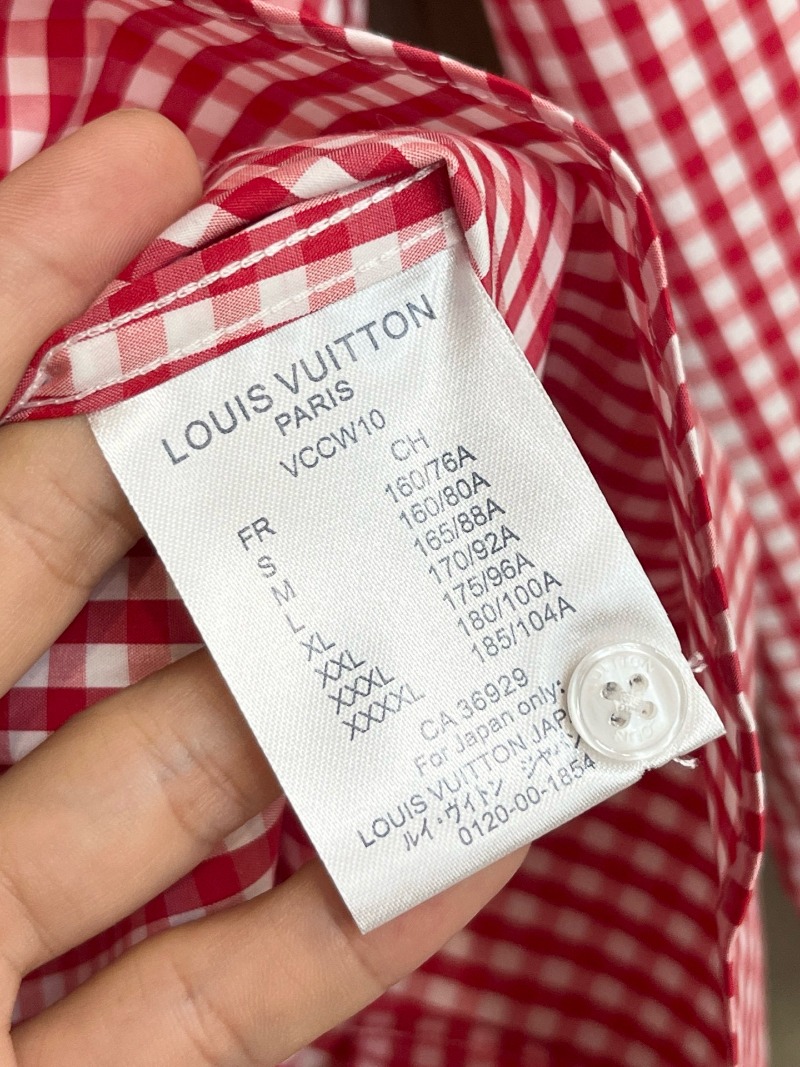 LOUIS VUITTON
PARIS
VCCW10
FR CH
S 160/76A
M 160/80A
L 165/88A
XL 170/92A
XXL 175/96A
XXXL 180/100A
XXXXL 185/104A
CA 36929
For Japan only:
LOUIS VUITTON JAP
ルイ・ヴィトン ジャパン
0120-00-1854